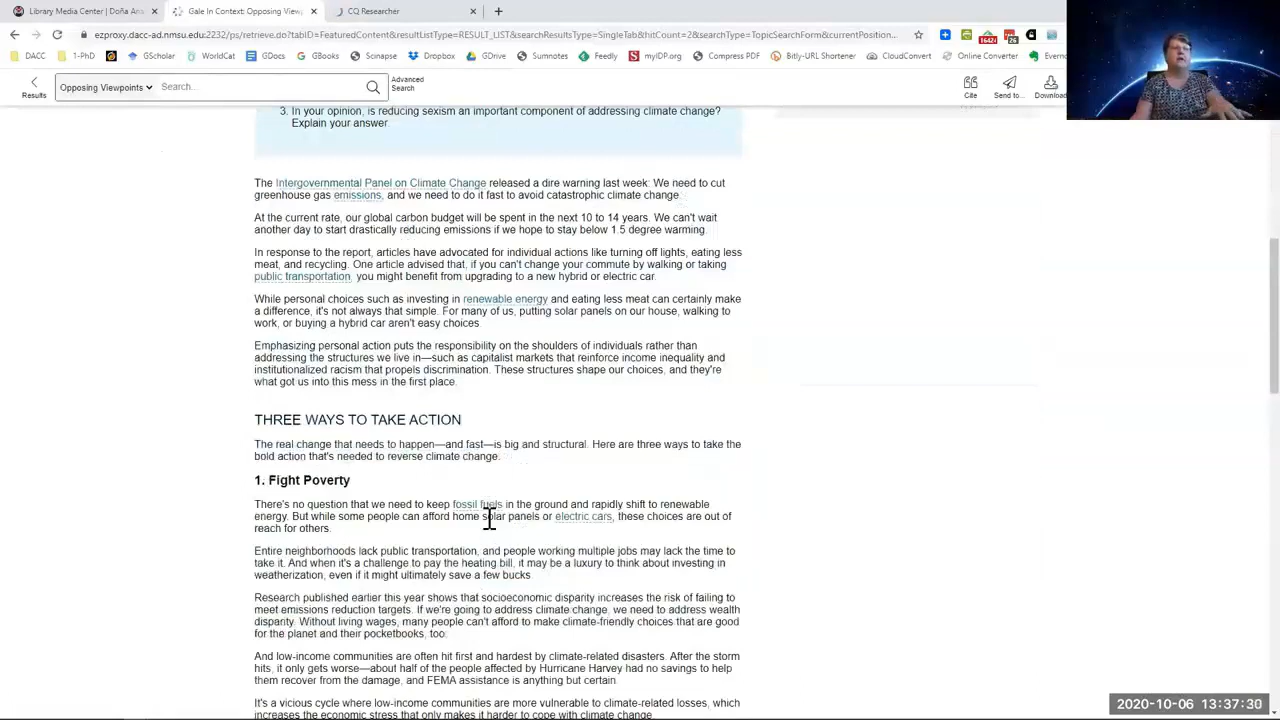 Library Media Center | Doña An
Gale In Context: Opposing View
CQ Researcher
ezproxy.dacc-ad.nmsu.edu:2232/ps/retrieve.do?tabID=FeaturedContent&resultListType=RESULT_LIST&searchResultsType=SingleTab&hitCount=2&searchType=TopicSearchForm&currentPosition...
DACC 1-PhD GScholar WorldCat GDocs Gbooks Scinapse Dropbox GDrive Sumnotes Feedly myIDP.org Compress PDF Bitly-URL Shortener CloudConvert Online Converter Everno
Results
Opposing Viewpoints
Search...
Advanced
Search
Cite
Send to...
Download
3. In your opinion, is reducing sexism an important component of addressing climate change?
Explain your answer.
The Intergovernmental Panel on Climate Change released a dire warning last week: We need to cut
greenhouse gas emissions, and we need to do it fast to avoid catastrophic climate change.
At the current rate, our global carbon budget will be spent in the next 10 to 14 years. We can't wait
another day to start drastically reducing emissions if we hope to stay below 1.5 degree warming.
In response to the report, articles have advocated for individual actions like turning off lights, eating less
meat, and recycling. One article advised that, if you can't change your commute by walking or taking
public transportation, you might benefit from upgrading to a new hybrid or electric car.
While personal choices such as investing in renewable energy and eating less meat can certainly make
a difference, it's not always that simple. For many of us, putting solar panels on our house, walking to
work, or buying a hybrid car aren't easy choices.
Emphasizing personal action puts the responsibility on the shoulders of individuals rather than
addressing the structures we live in—such as capitalist markets that reinforce income inequality and
institutionalized racism that propels discrimination. These structures shape our choices, and they're
what got us into this mess in the first place.
THREE WAYS TO TAKE ACTION
The real change that needs to happen—and fast—is big and structural. Here are three ways to take the
bold action that's needed to reverse climate change.
1. Fight Poverty
There's no question that we need to keep fossil fuels in the ground and rapidly shift to renewable
energy. But while some people can afford home solar panels or electric cars, these choices are out of
reach for others.
Entire neighborhoods lack public transportation, and people working multiple jobs may lack the time to
take it. And when it's a challenge to pay the heating bill, it may be a luxury to think about investing in
weatherization, even if it might ultimately save a few bucks.
Research published earlier this year shows that socioeconomic disparity increases the risk of failing to
meet emissions reduction targets. If we're going to address climate change, we need to address wealth
disparity. Without living wages, many people can't afford to make climate-friendly choices that are good
for the planet and their pocketbooks, too.
And low-income communities are often hit first and hardest by climate-related disasters. After the storm
hits, it only gets worse—about half of the people affected by Hurricane Harvey had no savings to help
them recover from the damage, and FEMA assistance is anything but certain.
It's a vicious cycle where low-income communities are more vulnerable to climate-related losses, which
increases the economic stress that only makes it harder to cope with climate change.
2020-10-06 13:37:30